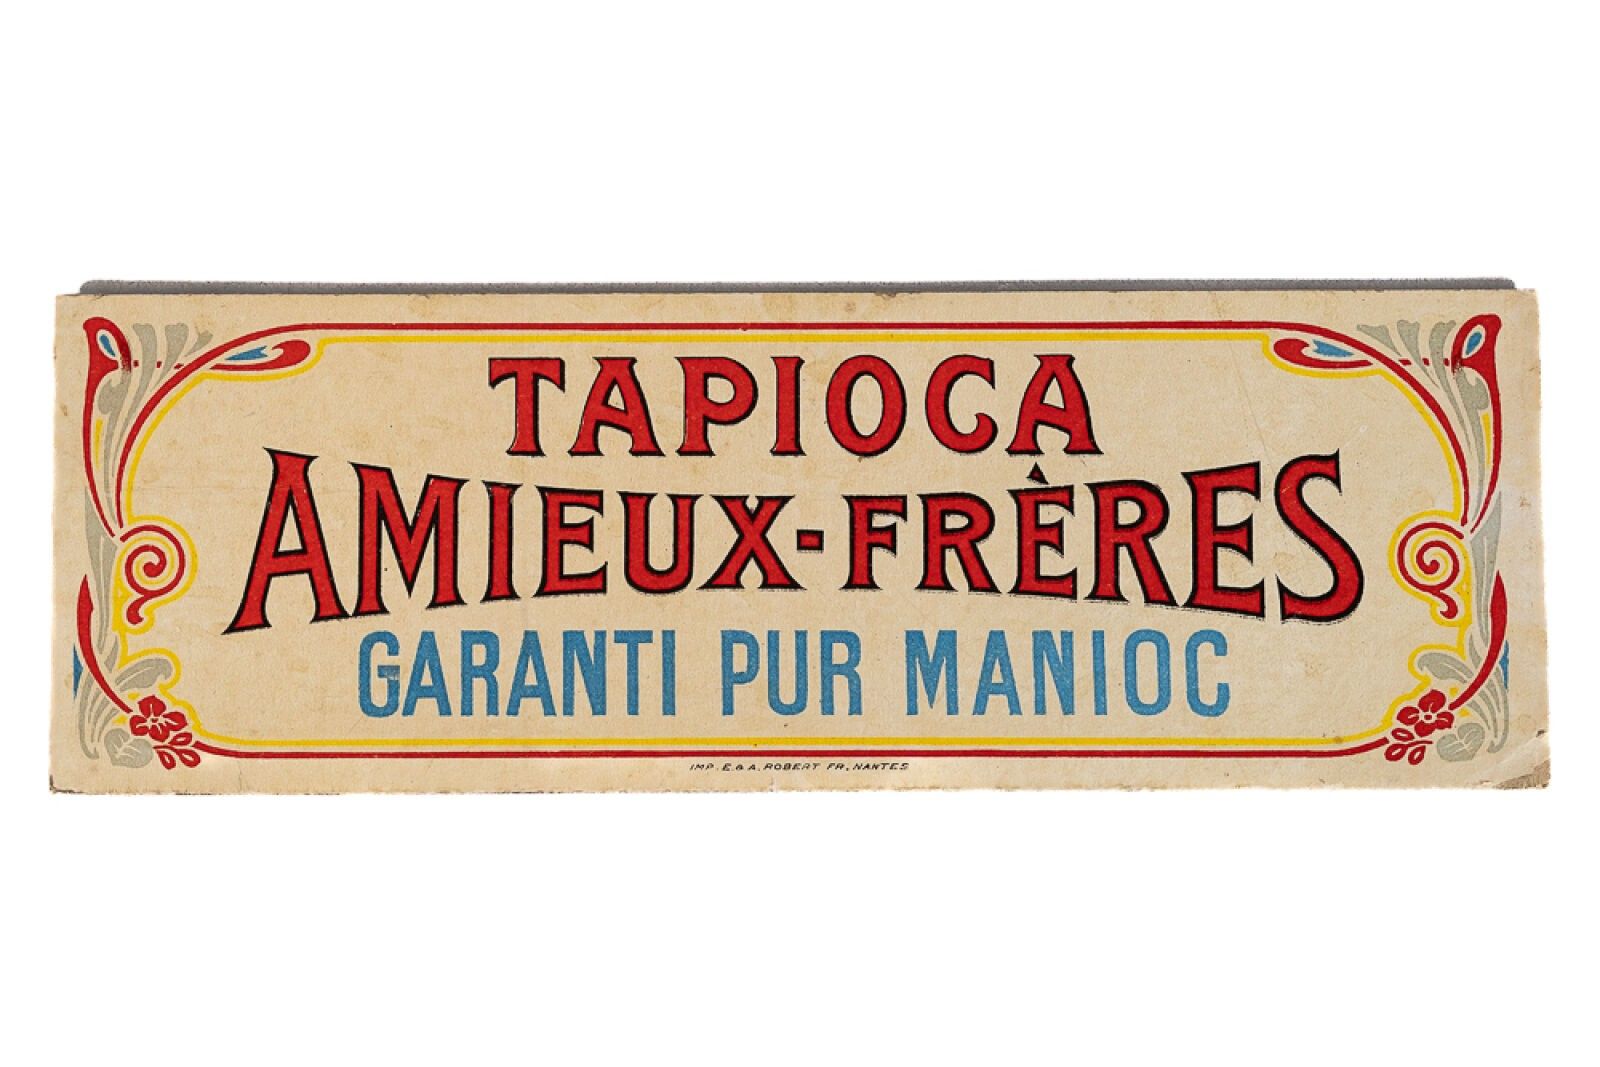 TAPIOCA
AMIEUX-FRÈRES
GARANTI PUR MANIOC
IMP. E. & A. ROBERT FR, NANTES